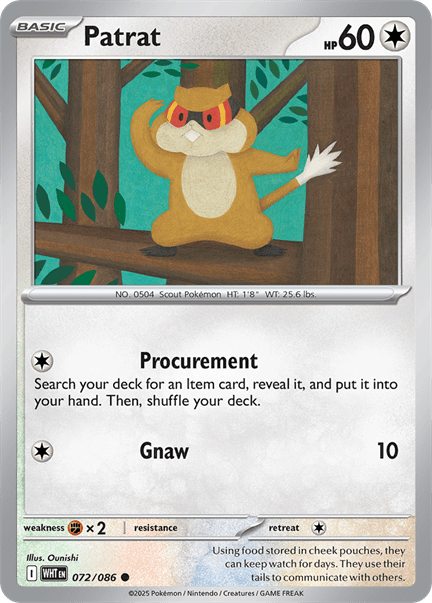 BASIC
Patrat
HP 60
NO. 0504 Scout Pokémon HT: 1'8" WT: 25.6 lbs.
Procurement
Search your deck for an Item card, reveal it, and put it into
your hand. Then, shuffle your deck.
Gnaw 10
weakness ×2 resistance retreat
Illus. Ounishi
I WHT EN 072/086
Using food stored in cheek pouches, they
can keep watch for days. They use their
tails to communicate with others.
©2025 Pokémon / Nintendo / Creatures / GAME FREAK